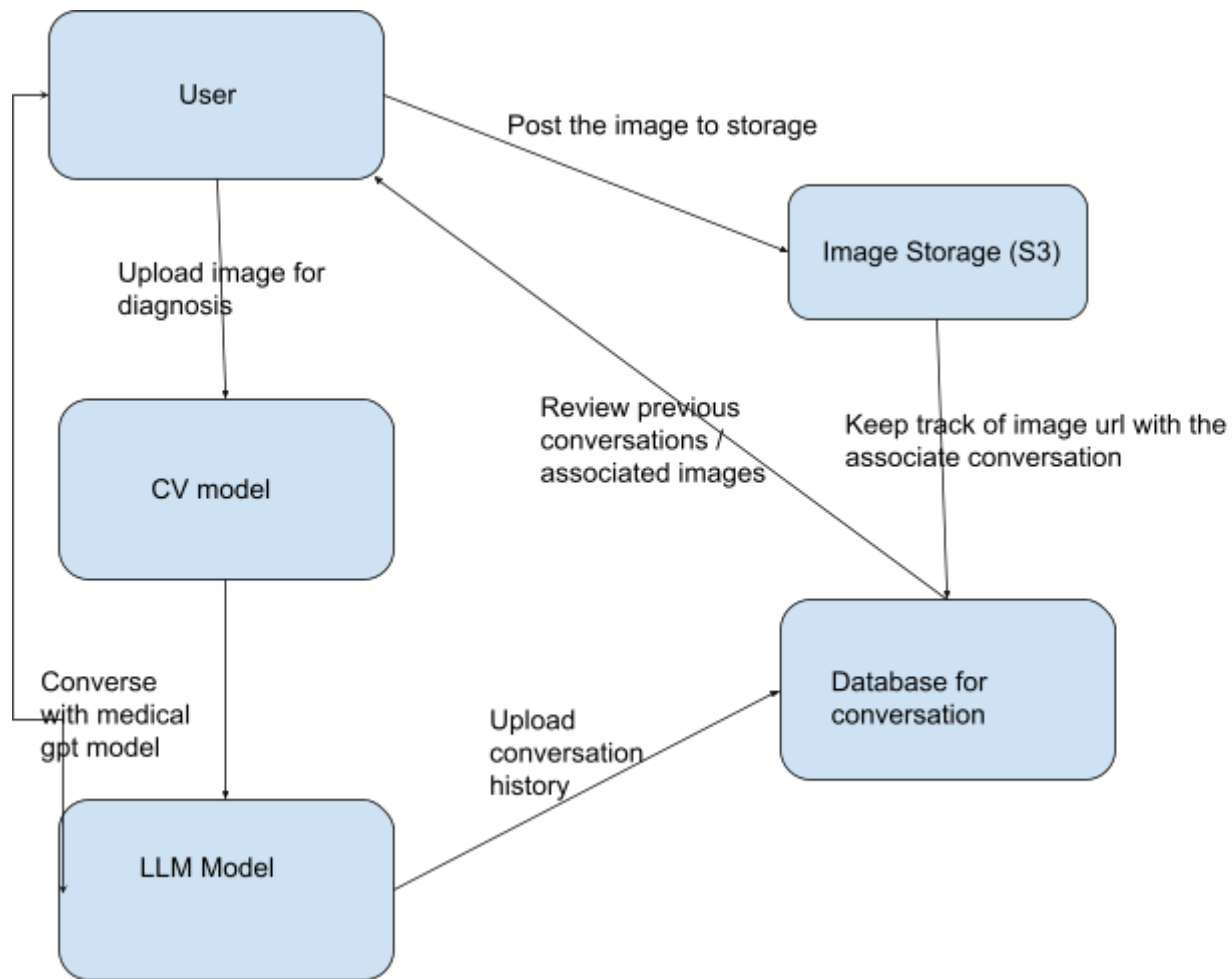 User
Post the image to storage
Image Storage (S3)
Upload image for
diagnosis
Review previous
conversations /
associated images
Keep track of image url with the
associate conversation
CV model
Converse
with medical
gpt model
Database for
conversation
Upload
conversation
history
LLM Model